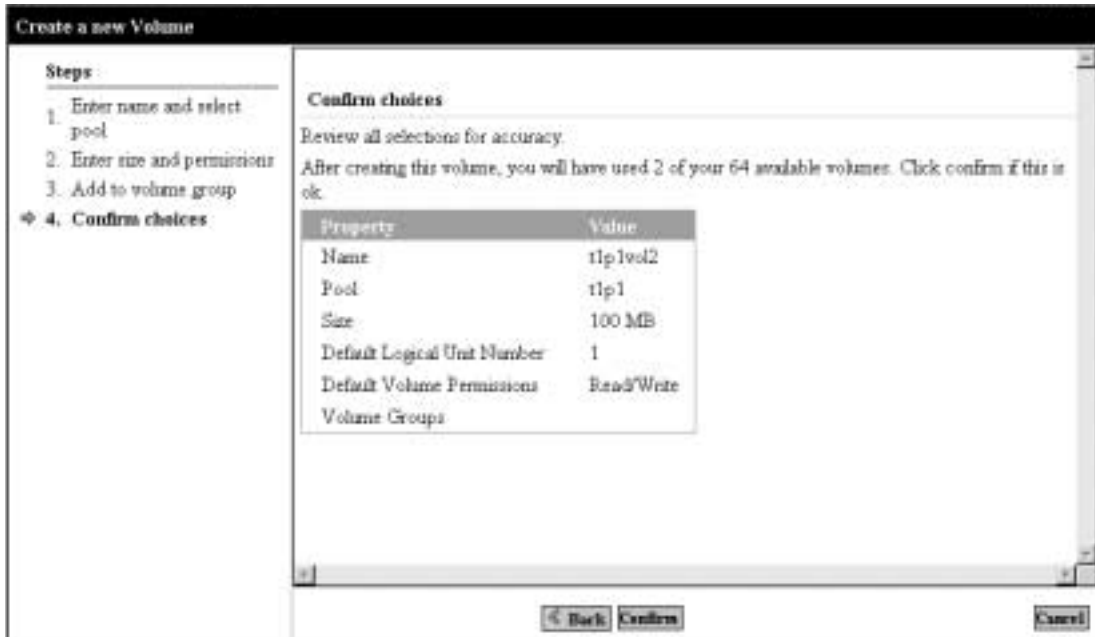 Create a new Volume
Steps
1. Enter name and select
pool
2. Enter size and permissions
3. Add to volume group
4. Confirm choices
Confirm choices
Review all selections for accuracy.
After creating this volume, you will have used 2 of your 64 available volumes. Click confirm if this is
ok.
Property Value
Name t1p1vol2
Pool t1p1
Size 100 MB
Default Logical Unit Number 1
Default Volume Permissions Read/Write
Volume Groups
Back Confirm Cancel